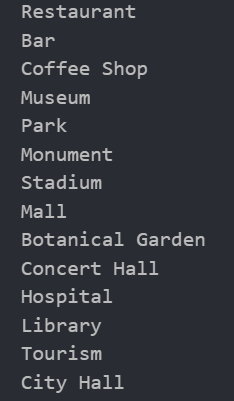 Restaurant
Bar
Coffee Shop
Museum
Park
Monument
Stadium
Mall
Botanical Garden
Concert Hall
Hospital
Library
Tourism
City Hall